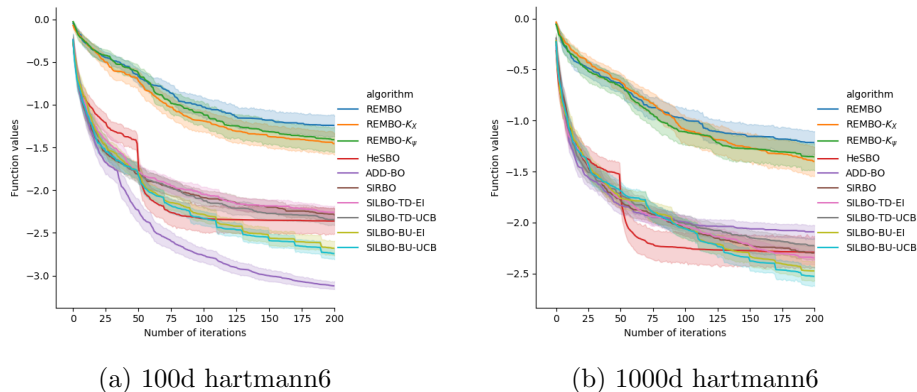 0.0
-0.5
-1.0
-1.5
-2.0
-2.5
-3.0
Function values
0 25 50 75 100 125 150 175 200
Number of iterations
algorithm
REMBO
REMBO-Kχ
REMBO-Kψ
HeSBO
ADD-BO
SIRBO
SILBO-TD-EI
SILBO-TD-UCB
SILBO-BU-EI
SILBO-BU-UCB
(a) 100d hartmann6
0.0
-0.5
-1.0
-1.5
-2.0
-2.5
Function values
0 25 50 75 100 125 150 175 200
Number of iterations
algorithm
REMBO
REMBO-Kχ
REMBO-Kψ
HeSBO
ADD-BO
SIRBO
SILBO-TD-EI
SILBO-TD-UCB
SILBO-BU-EI
SILBO-BU-UCB
(b) 1000d hartmann6